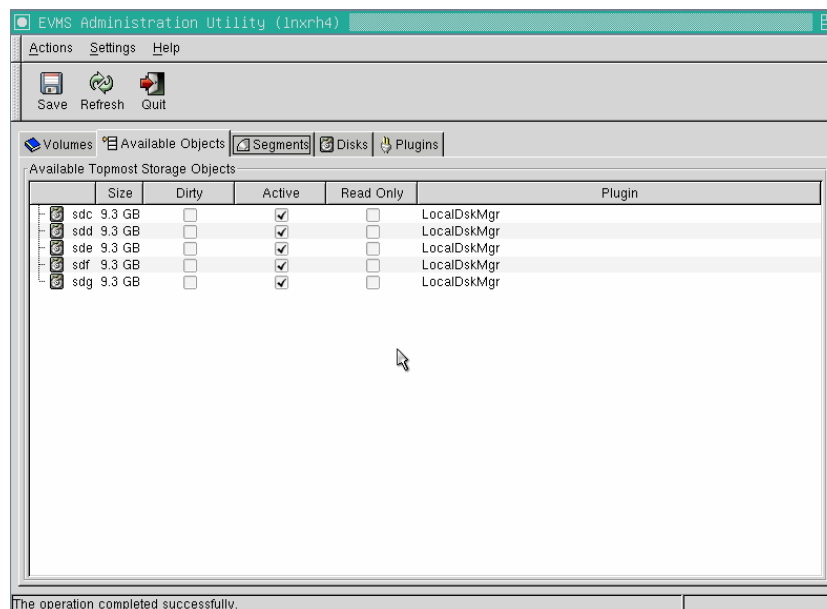 EVMS Administration Utility (lnxrh4)
Actions Settings Help
Save Refresh Quit
Volumes Available Objects Segments Disks Plugins
Available Topmost Storage Objects
Size Dirty Active Read Only Plugin
sdc 9.3 GB LocalDskMgr
sdd 9.3 GB LocalDskMgr
sde 9.3 GB LocalDskMgr
sdf 9.3 GB LocalDskMgr
sdg 9.3 GB LocalDskMgr
The operation completed successfully.